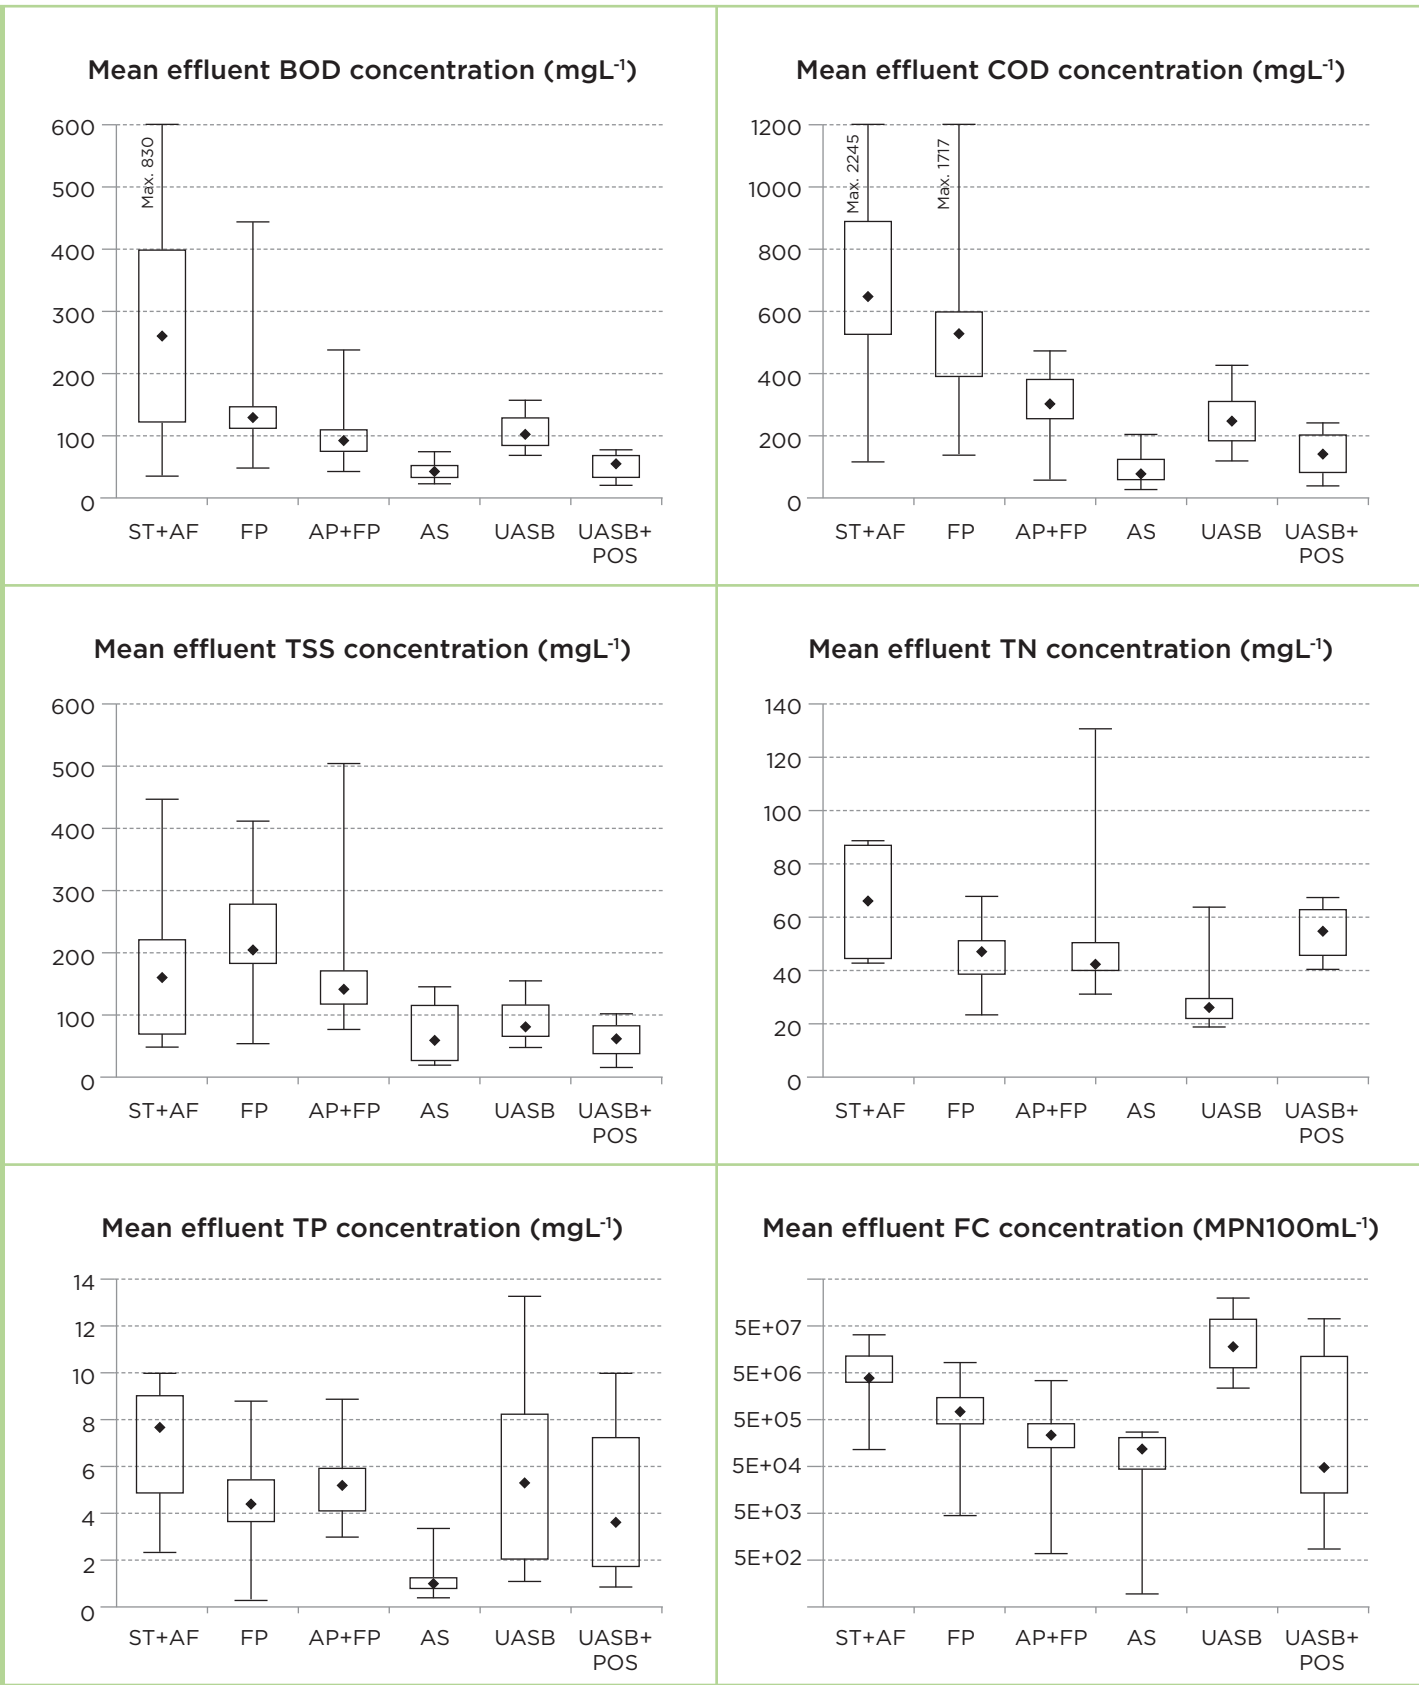 Mean effluent BOD concentration (mgL⁻¹)
600
500
400
300
200
100
0
Max. 830
ST+AF FP AP+FP AS UASB UASB+
POS
Mean effluent COD concentration (mgL⁻¹)
1200
1000
800
600
400
200
0
Max. 2245
Max. 1717
ST+AF FP AP+FP AS UASB UASB+
POS
Mean effluent TSS concentration (mgL⁻¹)
600
500
400
300
200
100
0
ST+AF FP AP+FP AS UASB UASB+
POS
Mean effluent TN concentration (mgL⁻¹)
140
120
100
80
60
40
20
0
ST+AF FP AP+FP AS UASB UASB+
POS
Mean effluent TP concentration (mgL⁻¹)
14
12
10
8
6
4
2
0
ST+AF FP AP+FP AS UASB UASB+
POS
Mean effluent FC concentration (MPN100mL⁻¹)
5E+07
5E+06
5E+05
5E+04
5E+03
5E+02
ST+AF FP AP+FP AS UASB UASB+
POS